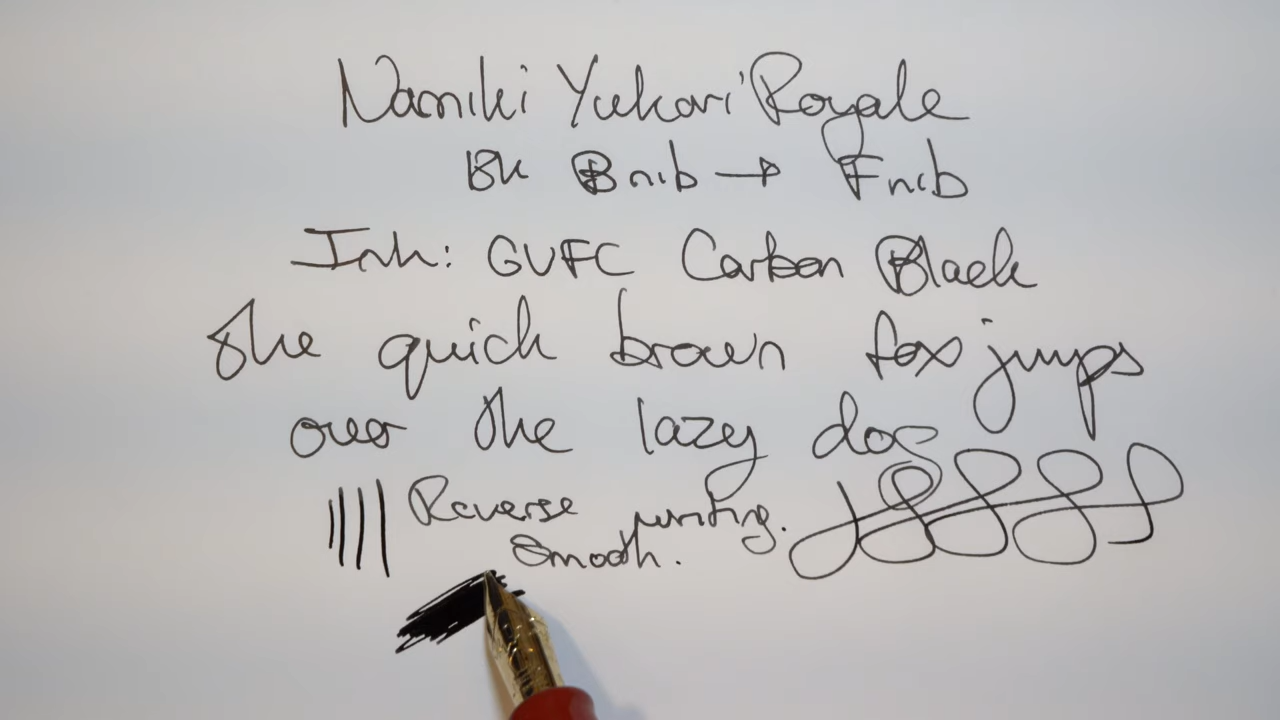 Namiki Yukari Royale
18k B nib → F nib
Ink: GVFC Carbon Black
The quick brown fox jumps
over the lazy dog
Reverse writing.
Smooth.